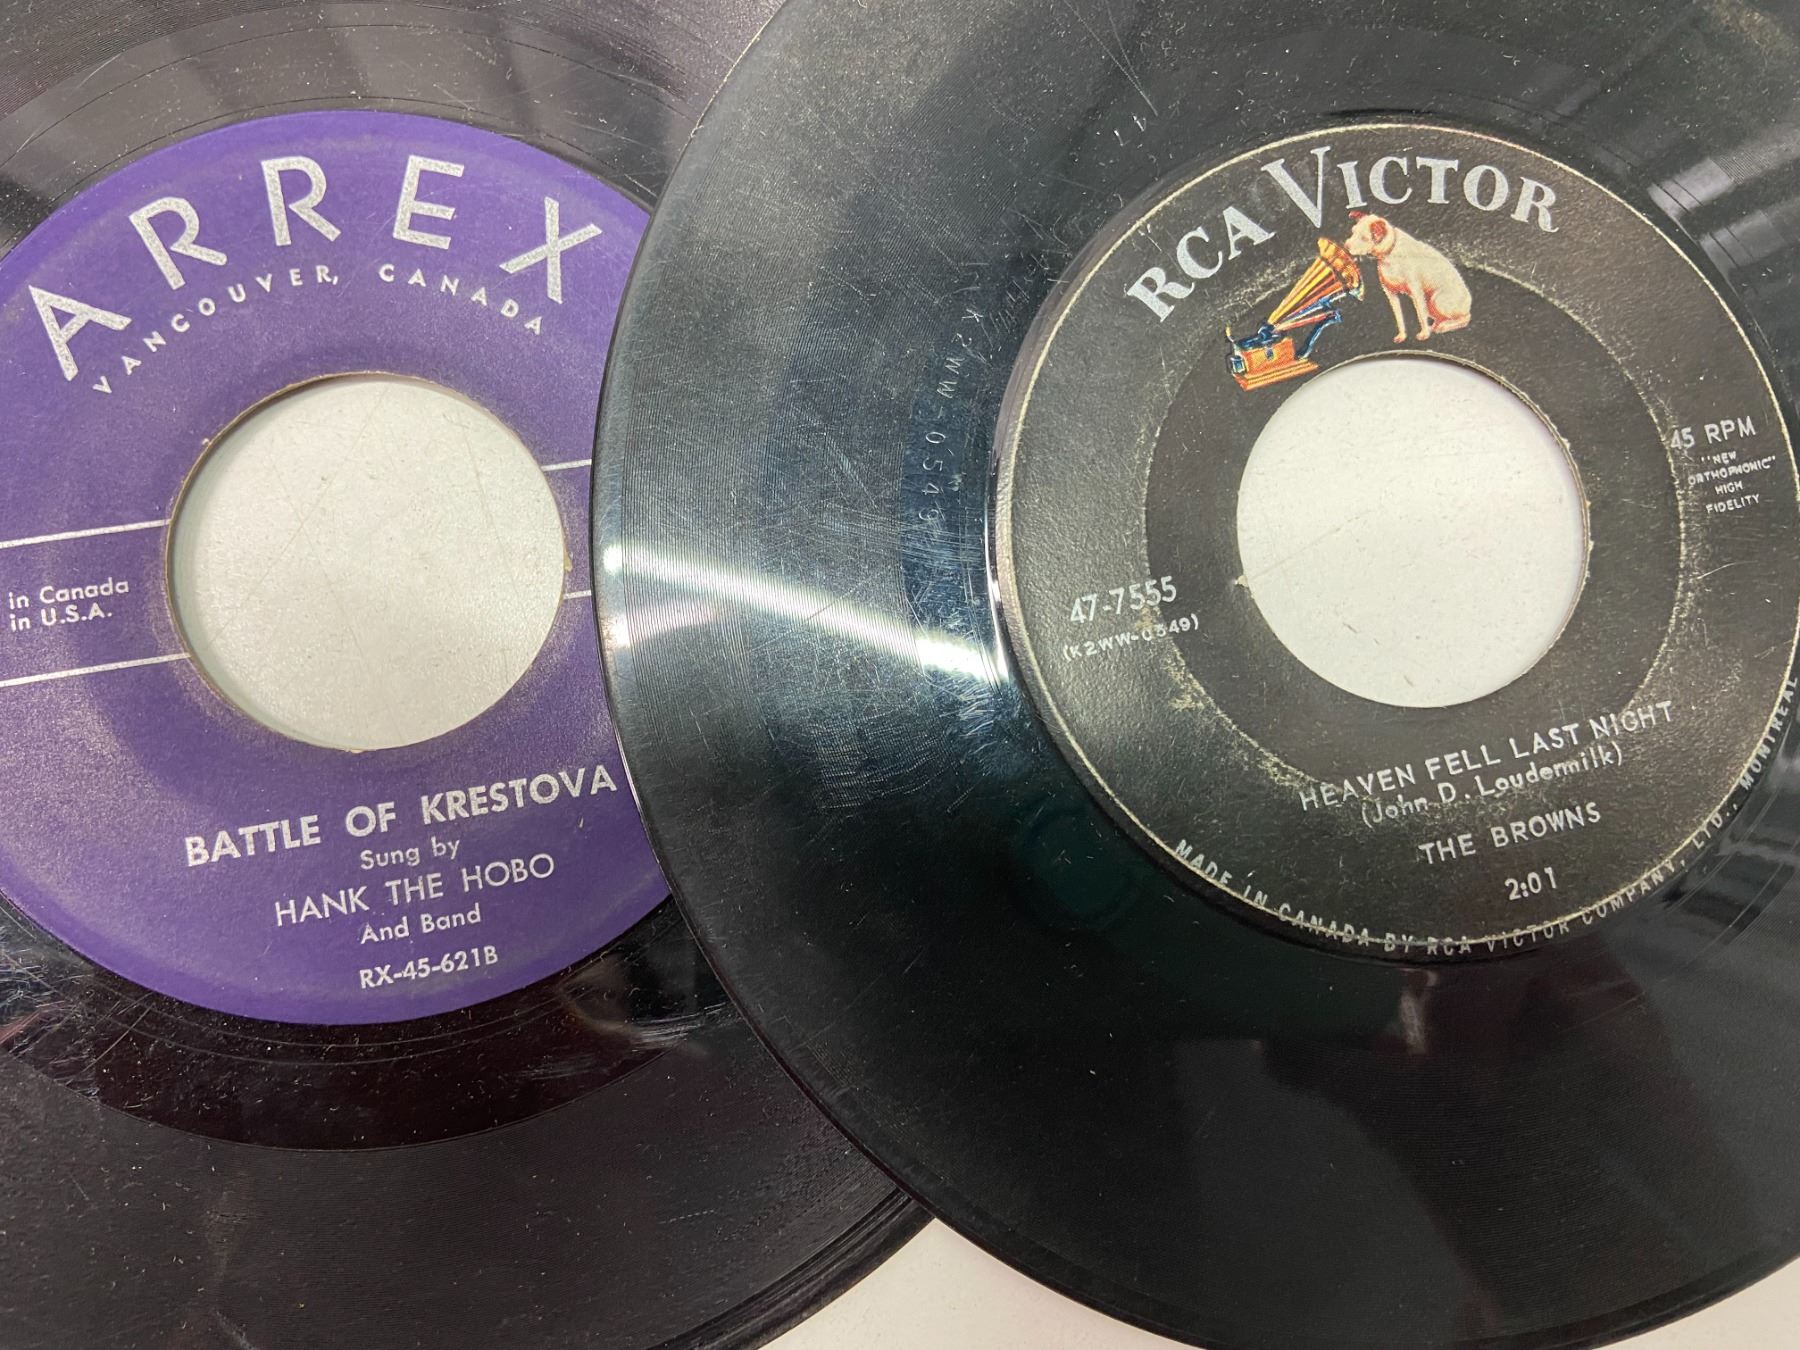 ARREX
VANCOUVER, CANADA
in Canada
in U.S.A.
BATTLE OF KRESTOVA
Sung by
HANK THE HOBO
And Band
RX-45-621B
K2WW-0549
RCA VICTOR
45 RPM
"NEW
ORTHOPHONIC"
HIGH
FIDELITY
47-7555
(K2WW-0549)
HEAVEN FELL LAST NIGHT
(John D. Loudermilk)
THE BROWNS
2:01
MADE IN CANADA BY RCA VICTOR COMPANY, LTD., MONTREAL